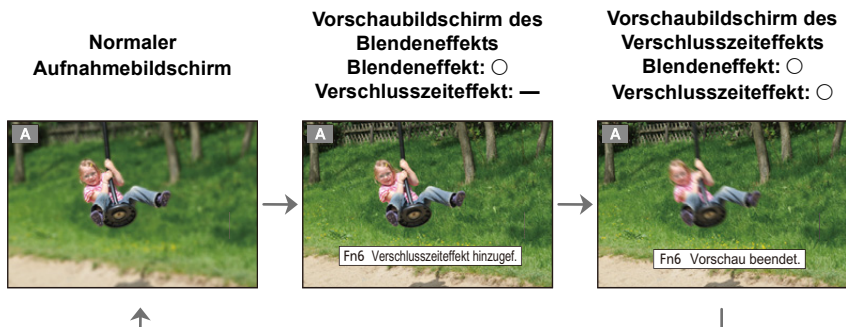 Normaler
Aufnahmebildschirm
Vorschaubildschirm des
Blendeneffekts
Blendeneffekt: ○
Verschlusszeiteffekt: —
Vorschaubildschirm des
Verschlusszeiteffekts
Blendeneffekt: ○
Verschlusszeiteffekt: ○
A
A
Fn6 Verschlusszeiteffekt hinzugef.
A
Fn6 Vorschau beendet.